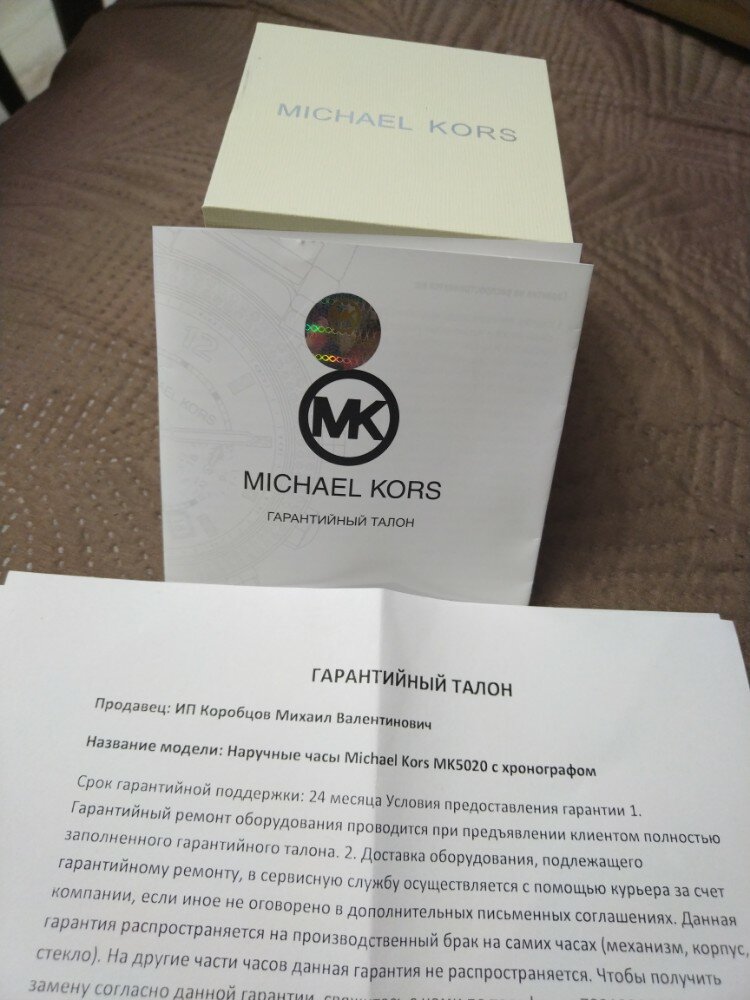 MICHAEL KORS
12
MICHAEL KORS
MK
MICHAEL KORS
ГАРАНТИЙНЫЙ ТАЛОН
ГАРАНТИЙНЫЙ ТАЛОН
Продавец: ИП Коробцов Михаил Валентинович
Название модели: Наручные часы Michael Kors MK5020 с хронографом
Срок гарантийной поддержки: 24 месяца Условия предоставления гарантии 1.
Гарантийный ремонт оборудования проводится при предъявлении клиентом полностью
заполненного гарантийного талона. 2. Доставка оборудования, подлежащего
гарантийному ремонту, в сервисную службу осуществляется с помощью курьера за счет
компании, если иное не оговорено в дополнительных письменных соглашениях. Данная
гарантия распространяется на производственный брак на самих часах (механизм, корпус,
стекло). На другие части часов данная гарантия не распространяется. Чтобы получить
замену согласно данной гарантии,